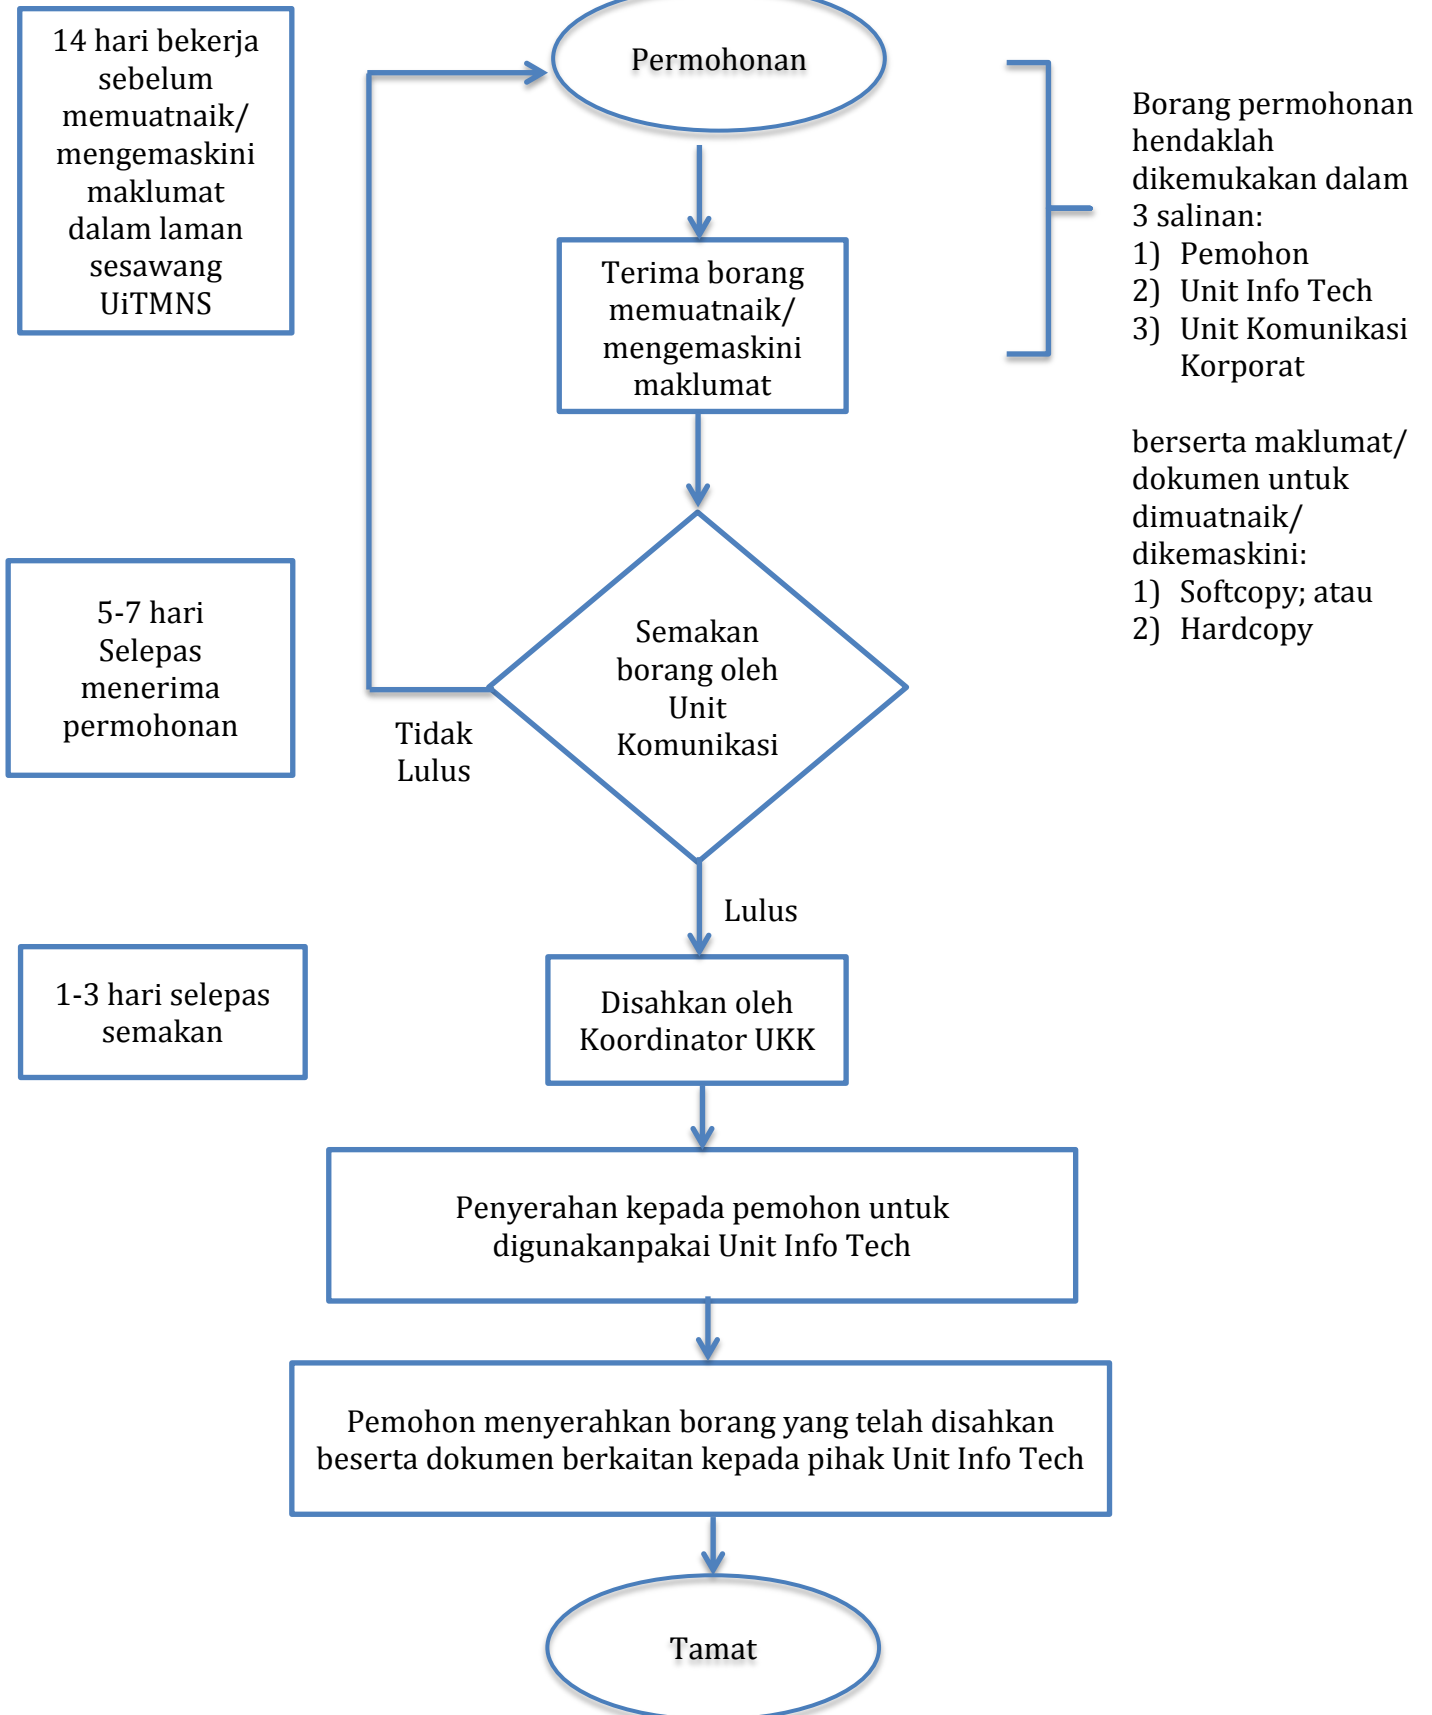 14 hari bekerja
sebelum
memuatnaik/
mengemaskini
maklumat
dalam laman
sesawang
UiTMNS
Permohonan
Borang permohonan
hendaklah
dikemukakan dalam
3 salinan:
1) Pemohon
2) Unit Info Tech
3) Unit Komunikasi
Korporat
berserta maklumat/
dokumen untuk
dimuatnaik/
dikemaskini:
1) Softcopy; atau
2) Hardcopy
Terima borang
memuatnaik/
mengemaskini
maklumat
5-7 hari
Selepas
menerima
permohonan
Semakan
borang oleh
Unit
Komunikasi
Tidak
Lulus
Lulus
1-3 hari selepas
semakan
Disahkan oleh
Koordinator UKK
Penyerahan kepada pemohon untuk
digunakanpakai Unit Info Tech
Pemohon menyerahkan borang yang telah disahkan
beserta dokumen berkaitan kepada pihak Unit Info Tech
Tamat